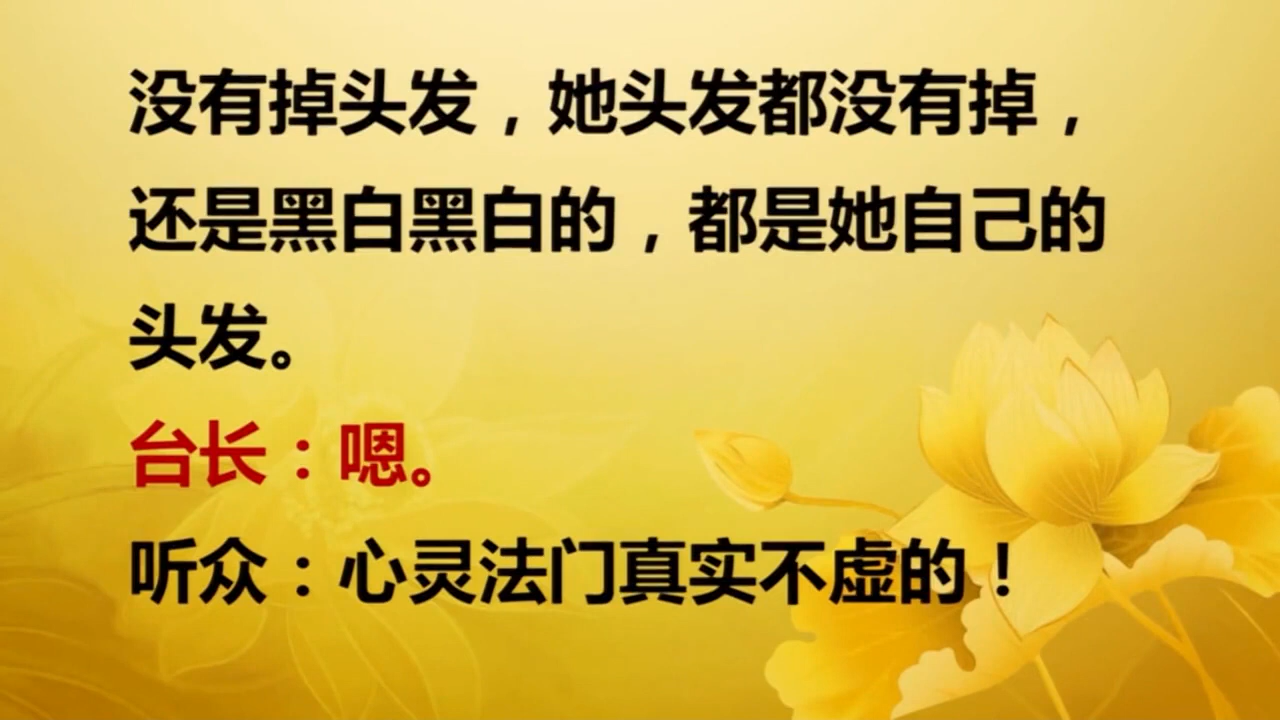 没有掉头发，她头发都没有掉，
还是黑白黑白的，都是她自己的
头发。
台长：嗯。
听众：心灵法门真实不虚的！